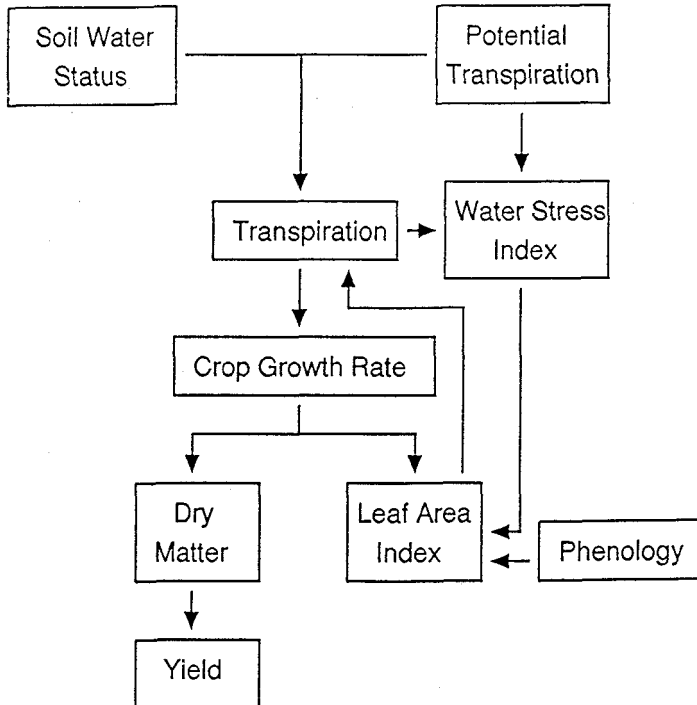 Soil Water
Status
Potential
Transpiration
Transpiration
Water Stress
Index
Crop Growth Rate
Dry
Matter
Leaf Area
Index
Phenology
Yield